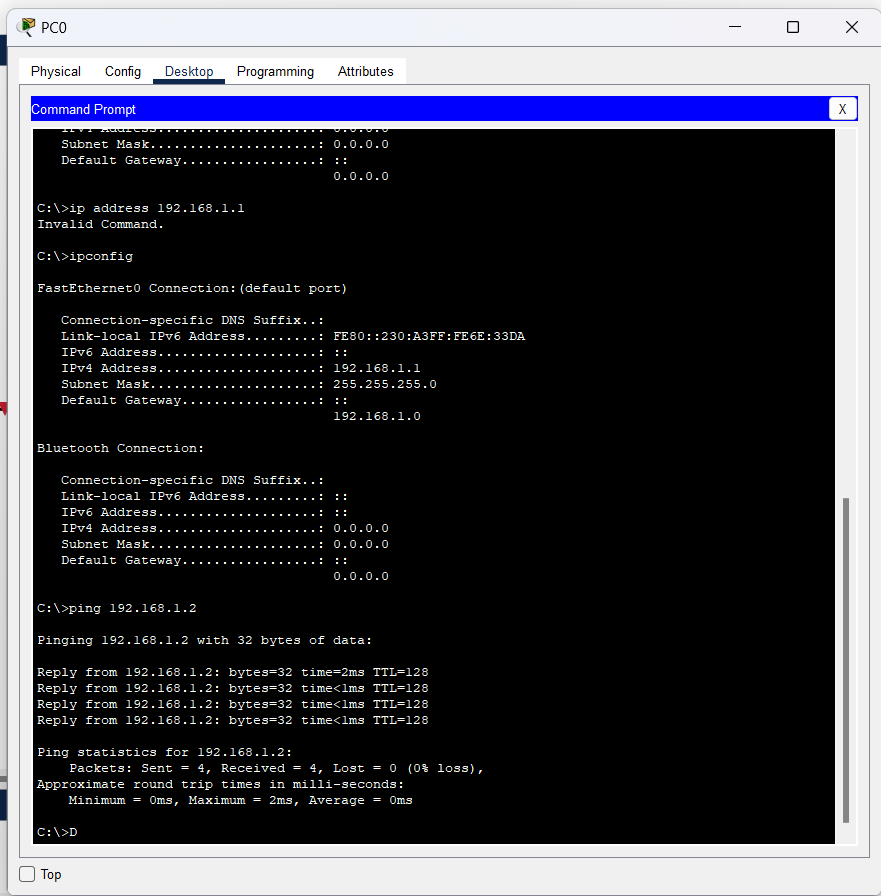 PC0
Physical Config Desktop Programming Attributes
Command Prompt X
IPv4 Address....................: 0.0.0.0
Subnet Mask.....................: 0.0.0.0
Default Gateway.................: ::
0.0.0.0
C:\>ip address 192.168.1.1
Invalid Command.
C:\>ipconfig
FastEthernet0 Connection:(default port)
Connection-specific DNS Suffix..:
Link-local IPv6 Address.........: FE80::230:A3FF:FE6E:33DA
IPv6 Address....................: ::
IPv4 Address....................: 192.168.1.1
Subnet Mask.....................: 255.255.255.0
Default Gateway.................: ::
192.168.1.0
Bluetooth Connection:
Connection-specific DNS Suffix..:
Link-local IPv6 Address.........: ::
IPv6 Address....................: ::
IPv4 Address....................: 0.0.0.0
Subnet Mask.....................: 0.0.0.0
Default Gateway.................: ::
0.0.0.0
C:\>ping 192.168.1.2
Pinging 192.168.1.2 with 32 bytes of data:
Reply from 192.168.1.2: bytes=32 time=2ms TTL=128
Reply from 192.168.1.2: bytes=32 time<1ms TTL=128
Reply from 192.168.1.2: bytes=32 time<1ms TTL=128
Reply from 192.168.1.2: bytes=32 time<1ms TTL=128
Ping statistics for 192.168.1.2:
Packets: Sent = 4, Received = 4, Lost = 0 (0% loss),
Approximate round trip times in milli-seconds:
Minimum = 0ms, Maximum = 2ms, Average = 0ms
C:\>D
Top